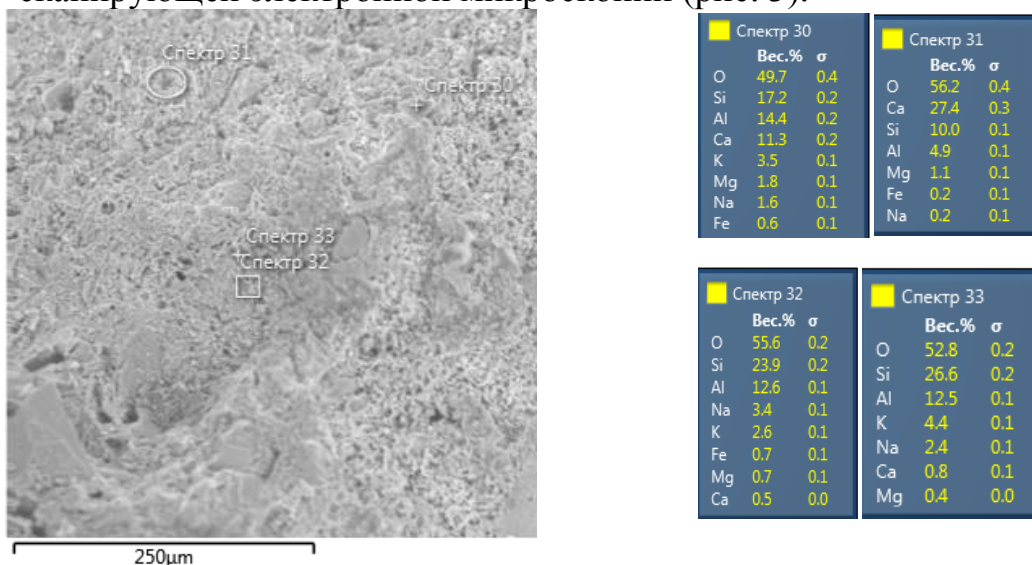 сканирующей электронной микроскопии (рис. 3).
Спектр 31
Спектр 30
Спектр 33
Спектр 32
250µm
Спектр 30
Вес.% σ
O 49.7 0.4
Si 17.2 0.2
Al 14.4 0.2
Ca 11.3 0.2
K 3.5 0.1
Mg 1.8 0.1
Na 1.6 0.1
Fe 0.6 0.1
Спектр 31
Вес.% σ
O 56.2 0.4
Ca 27.4 0.3
Si 10.0 0.1
Al 4.9 0.1
Mg 1.1 0.1
Fe 0.2 0.1
Na 0.2 0.1
Спектр 32
Вес.% σ
O 55.6 0.2
Si 23.9 0.2
Al 12.6 0.1
Na 3.4 0.1
K 2.6 0.1
Fe 0.7 0.1
Mg 0.7 0.1
Ca 0.5 0.0
Спектр 33
Вес.% σ
O 52.8 0.2
Si 26.6 0.2
Al 12.5 0.1
K 4.4 0.1
Na 2.4 0.1
Ca 0.8 0.1
Mg 0.4 0.0